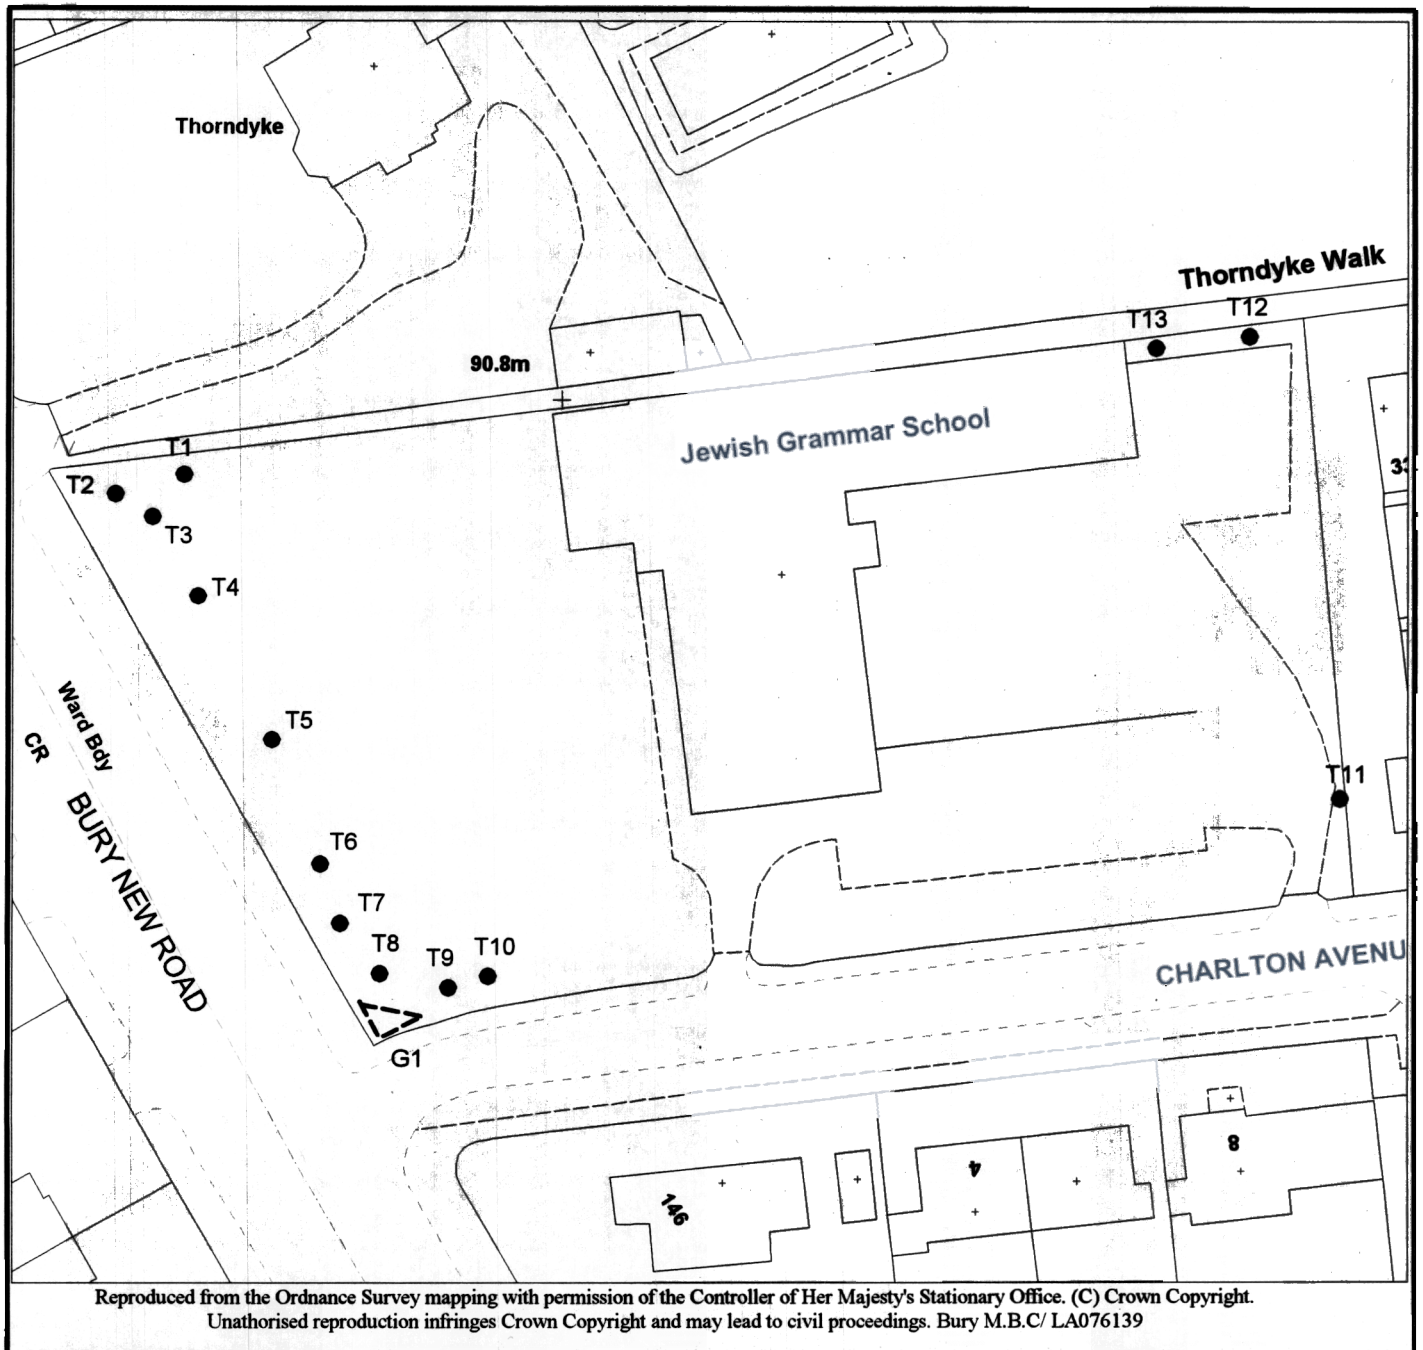 Thorndyke
Thorndyke Walk
T13
T12
90.8m
Jewish Grammar School
T1
T2
T3
T4
T5
Ward Bdy
CR
BURY NEW ROAD
T6
T7
T8
T9
T10
T11
CHARLTON AVENU
G1
146
4
8
Reproduced from the Ordnance Survey mapping with permission of the Controller of Her Majesty's Stationary Office. (C) Crown Copyright.
Unathorised reproduction infringes Crown Copyright and may lead to civil proceedings. Bury M.B.C/ LA076139